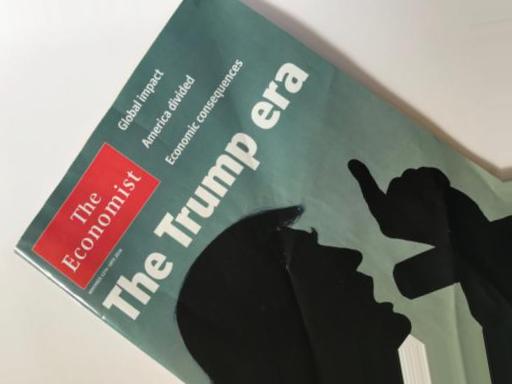 Global impact
America divided
Economic consequences
The
Economist
The Trump era